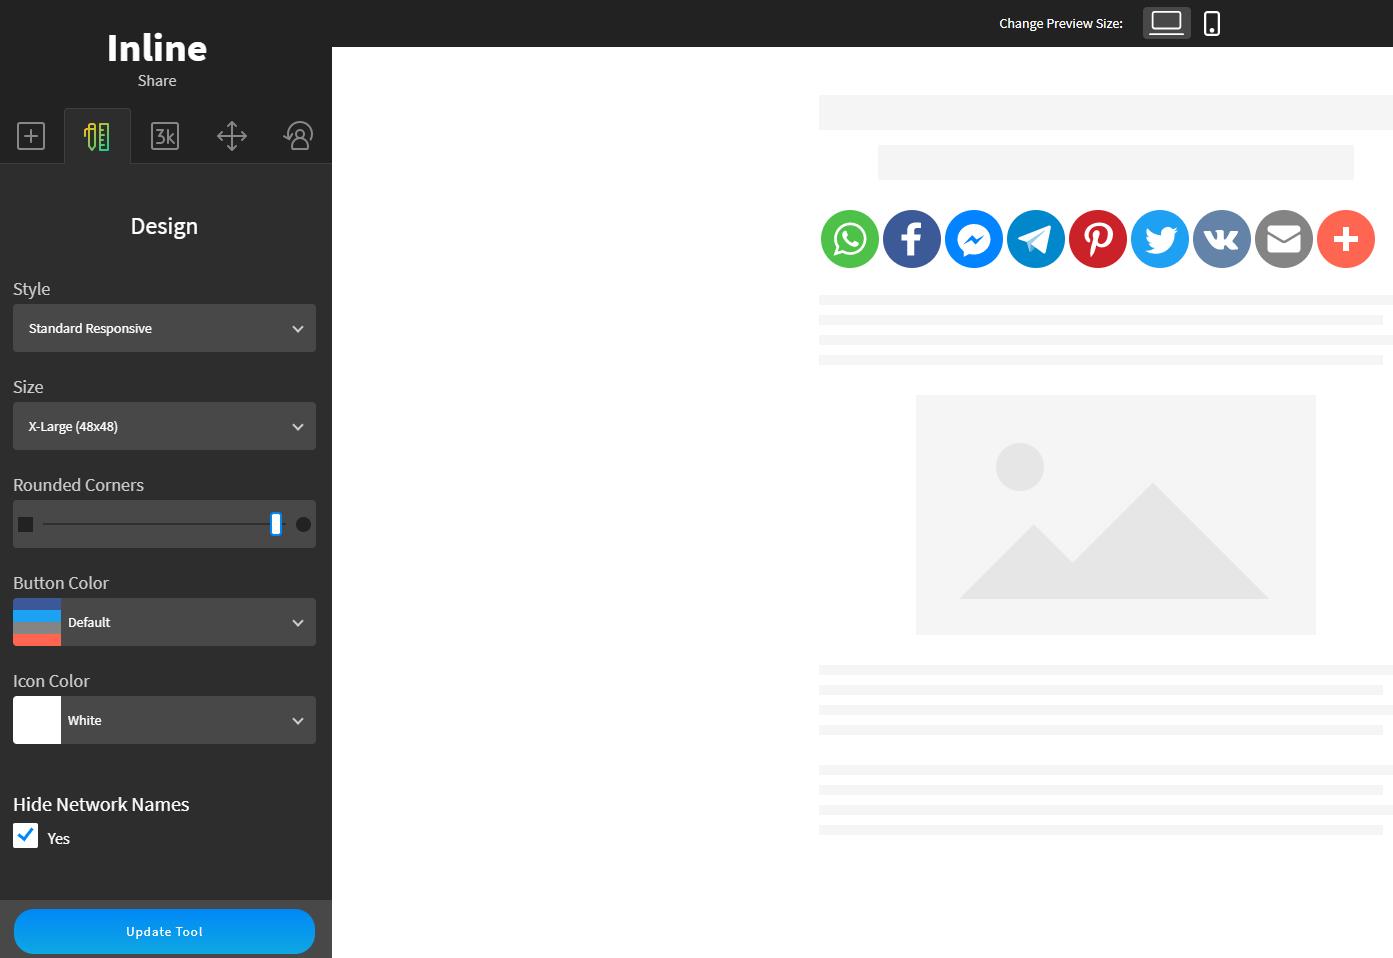 Inline
Share
Change Preview Size:
3k
Design
Style
Standard Responsive
Size
X-Large (48x48)
Rounded Corners
Button Color
Default
Icon Color
White
Hide Network Names
Yes
Update Tool